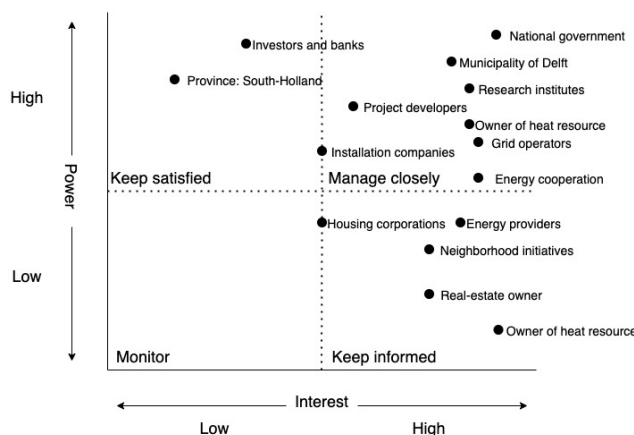 National government
Investors and banks
Municipality of Delft
Province: South-Holland
Research institutes
High
Project developers
Owner of heat resource
Grid operators
Installation companies
Keep satisfied
Manage closely
Energy cooperation
Power
Housing corporations
Energy providers
Neighborhood initiatives
Low
Real-estate owner
Owner of heat resource
Monitor
Keep informed
Interest
Low
High